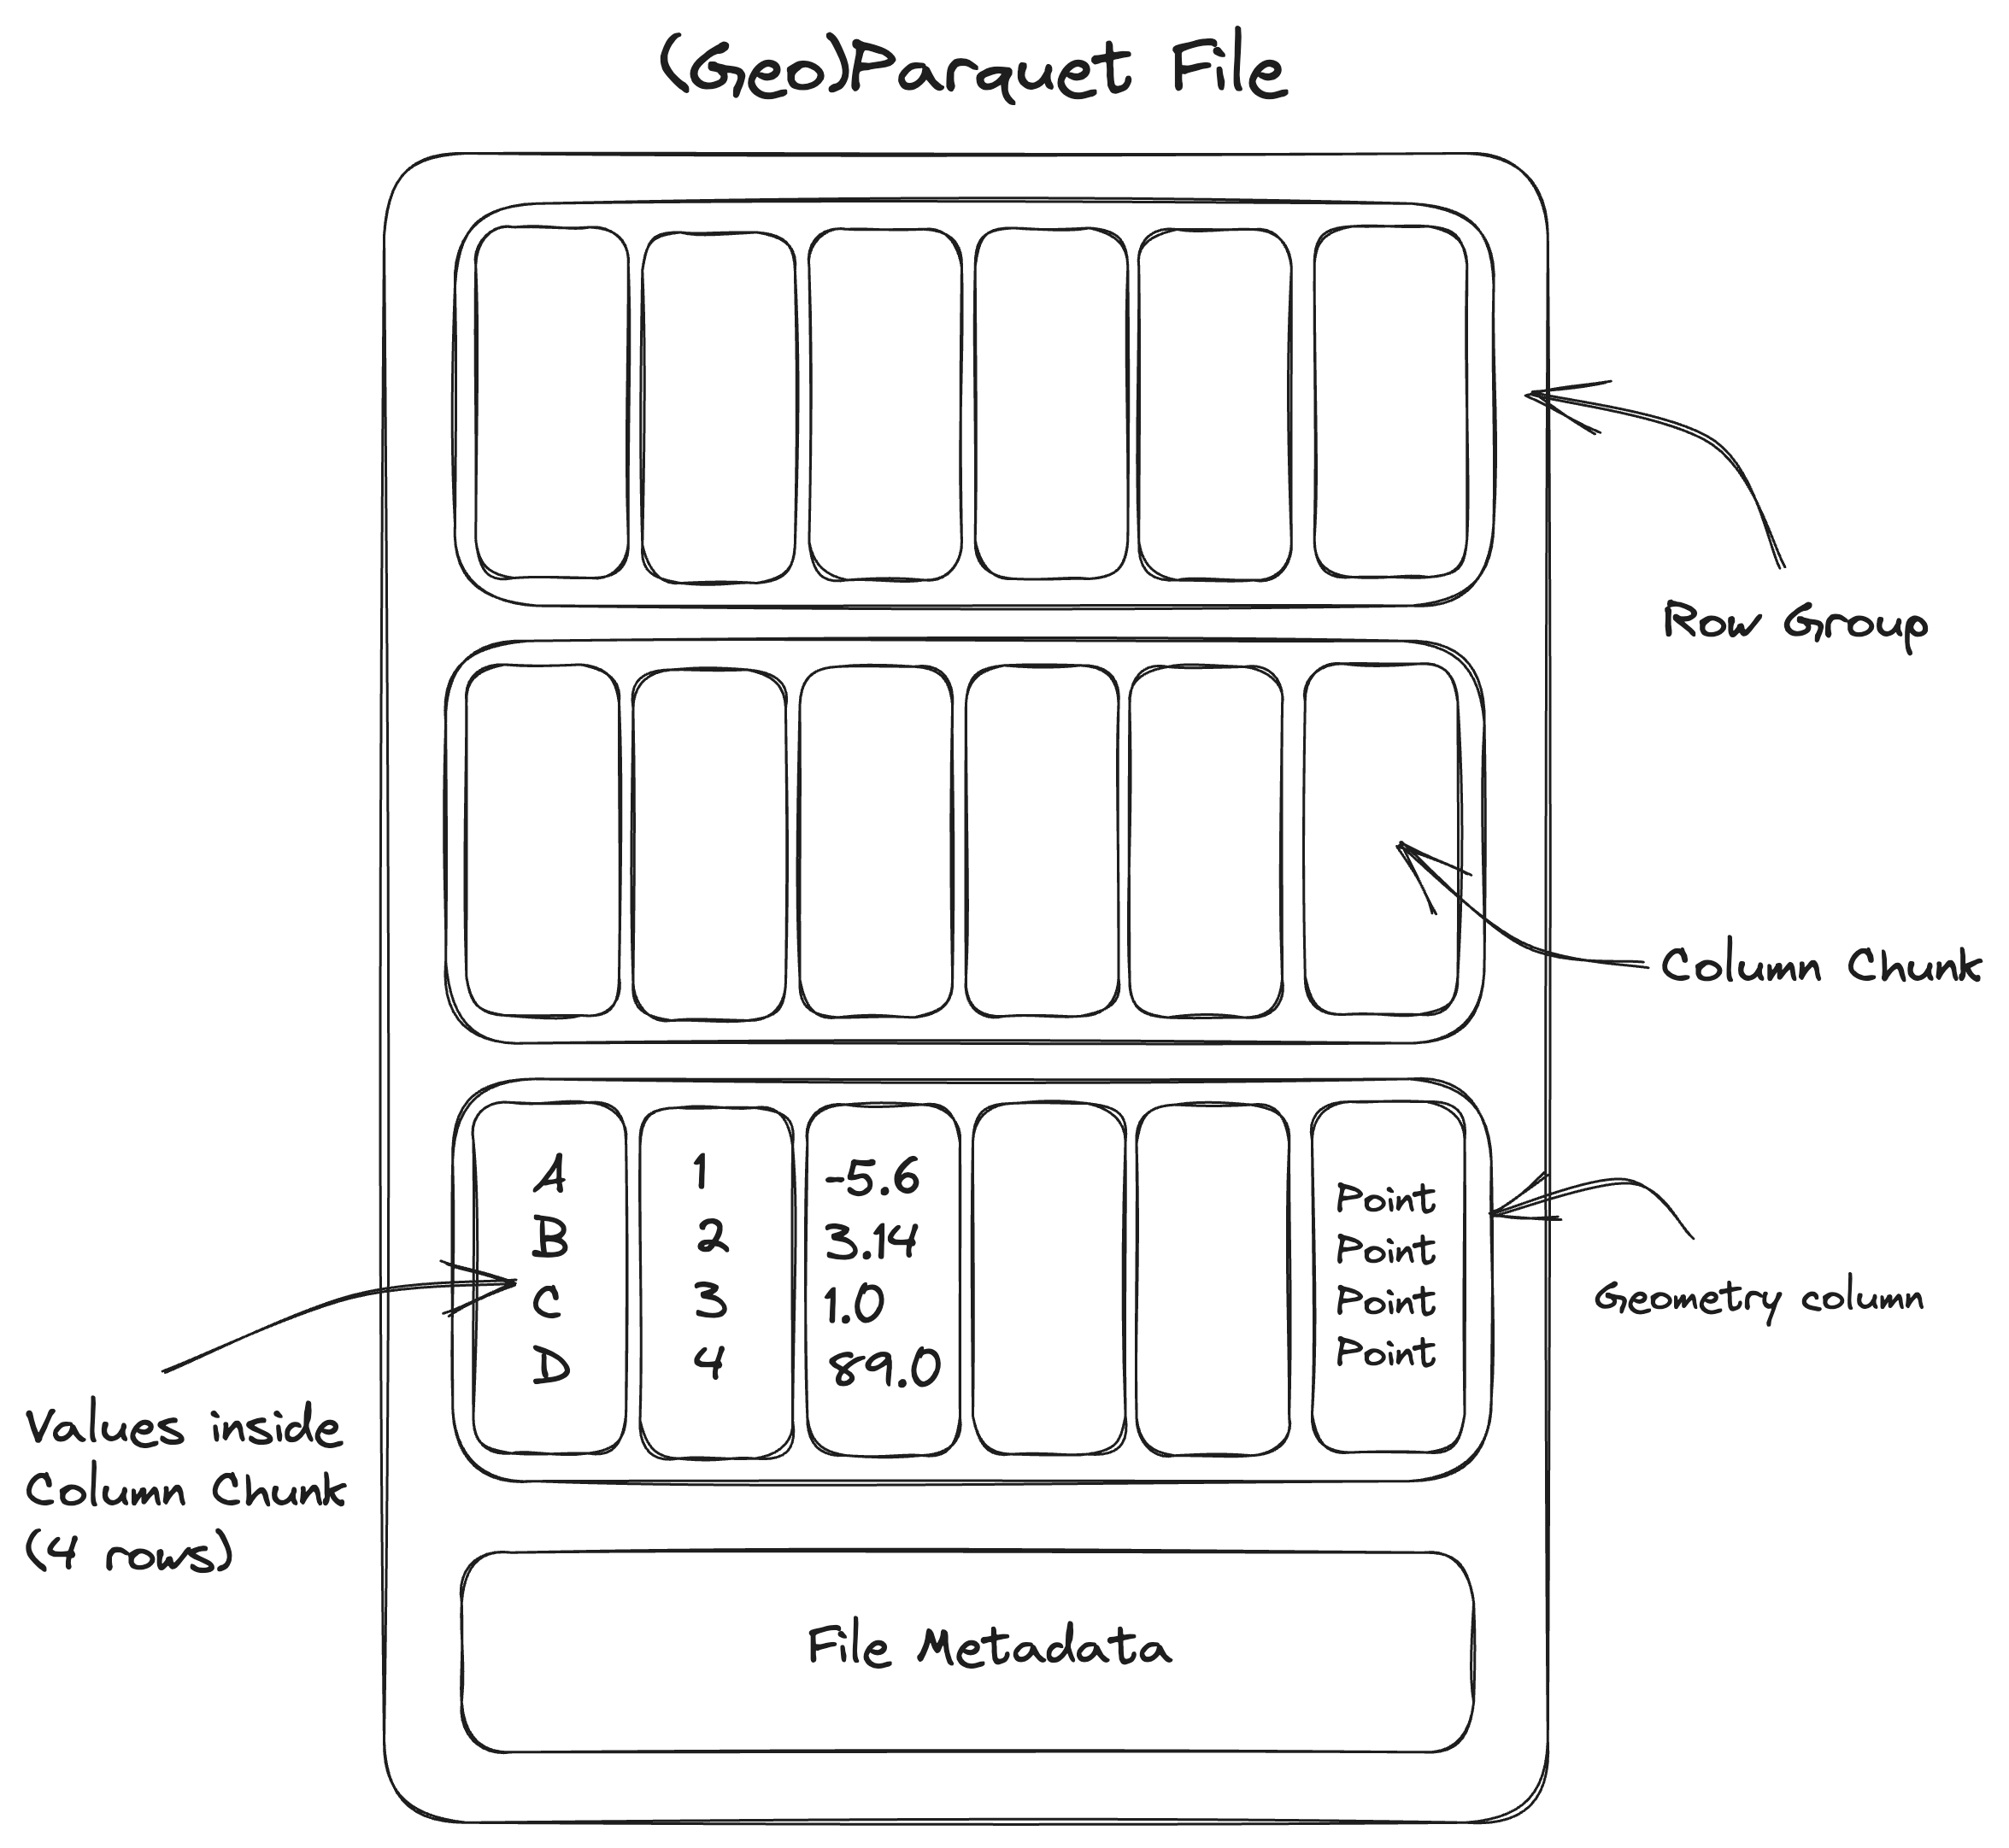 (Geo)Parquet File
Row Group
Column Chunk
A 1 -5.6 Point
B 2 3.14 Point
C 3 1.0 Point
D 4 89.0 Point
Geometry column
Values inside
Column Chunk
(4 rows)
File Metadata